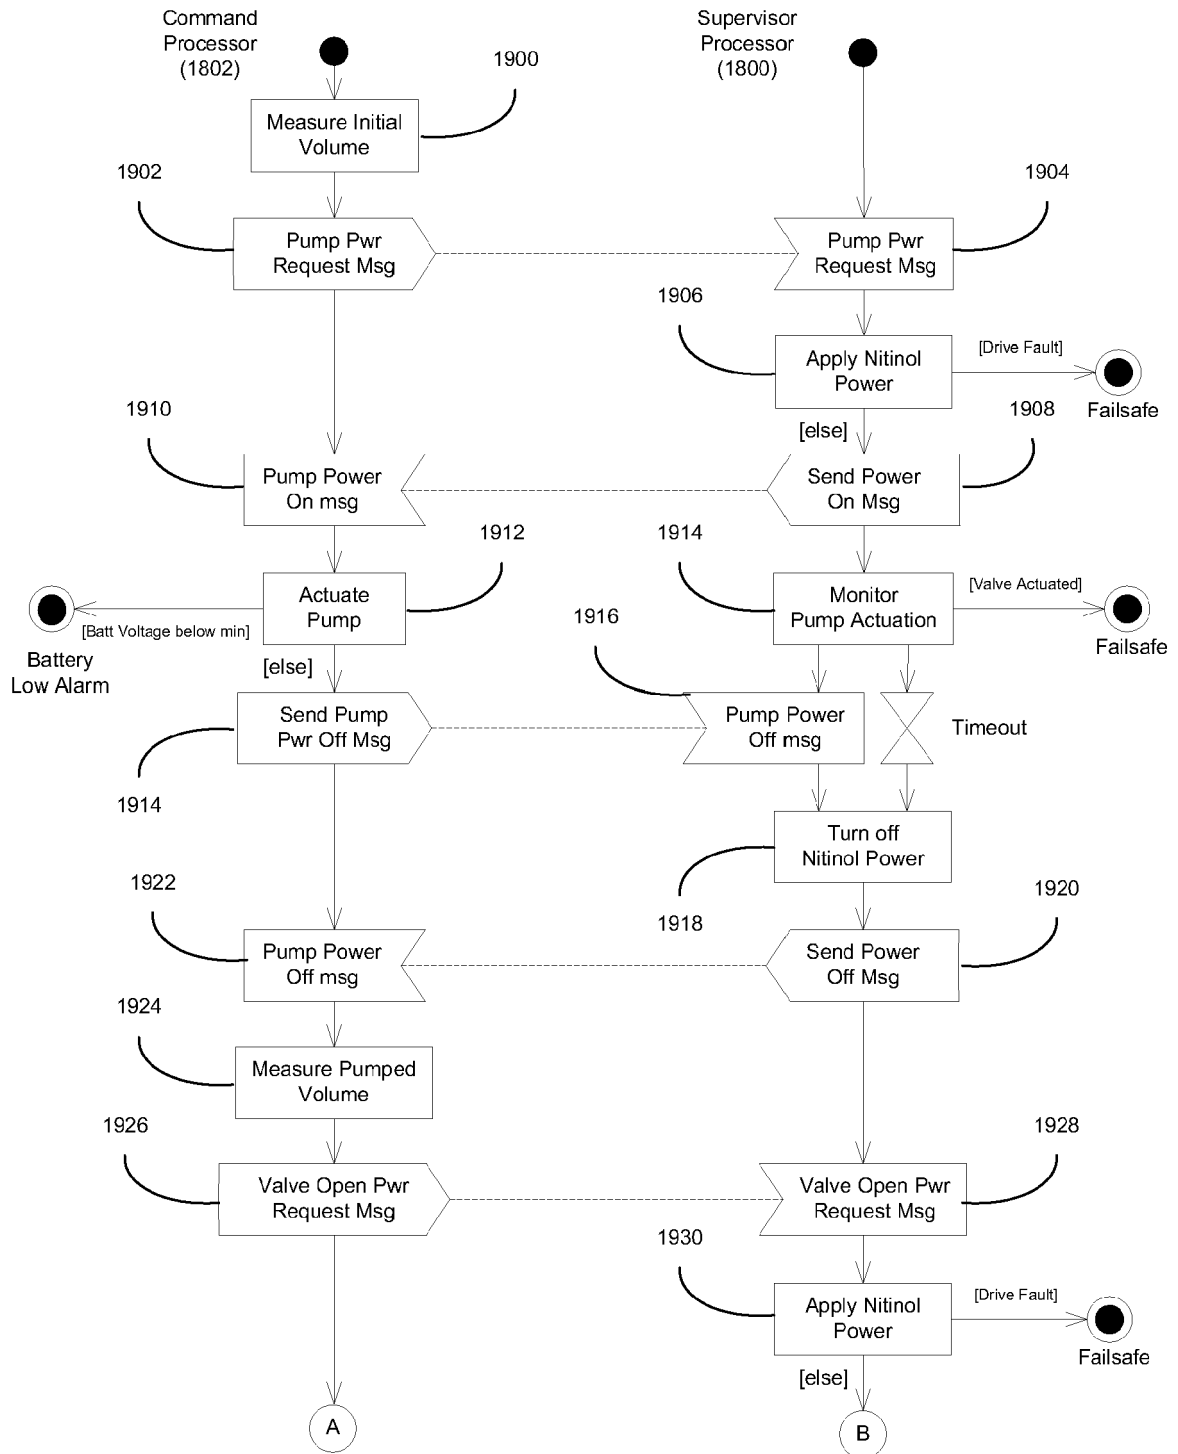 Command
Processor
(1802)
Supervisor
Processor
(1800)
1900
Measure Initial
Volume
1902
1904
Pump Pwr
Request Msg
Pump Pwr
Request Msg
1906
Apply Nitinol
Power
[Drive Fault]
Failsafe
[else]
1910
1908
Pump Power
On msg
Send Power
On Msg
1912
1914
Actuate
Pump
[Batt Voltage below min]
Battery
Low Alarm
[else]
Monitor
Pump Actuation
[Valve Actuated]
Failsafe
1916
Send Pump
Pwr Off Msg
Pump Power
Off msg
Timeout
1914
Turn off
Nitinol Power
1918
1922
1920
Pump Power
Off msg
Send Power
Off Msg
1924
Measure Pumped
Volume
1926
1928
Valve Open Pwr
Request Msg
Valve Open Pwr
Request Msg
1930
Apply Nitinol
Power
[Drive Fault]
Failsafe
[else]
A
B